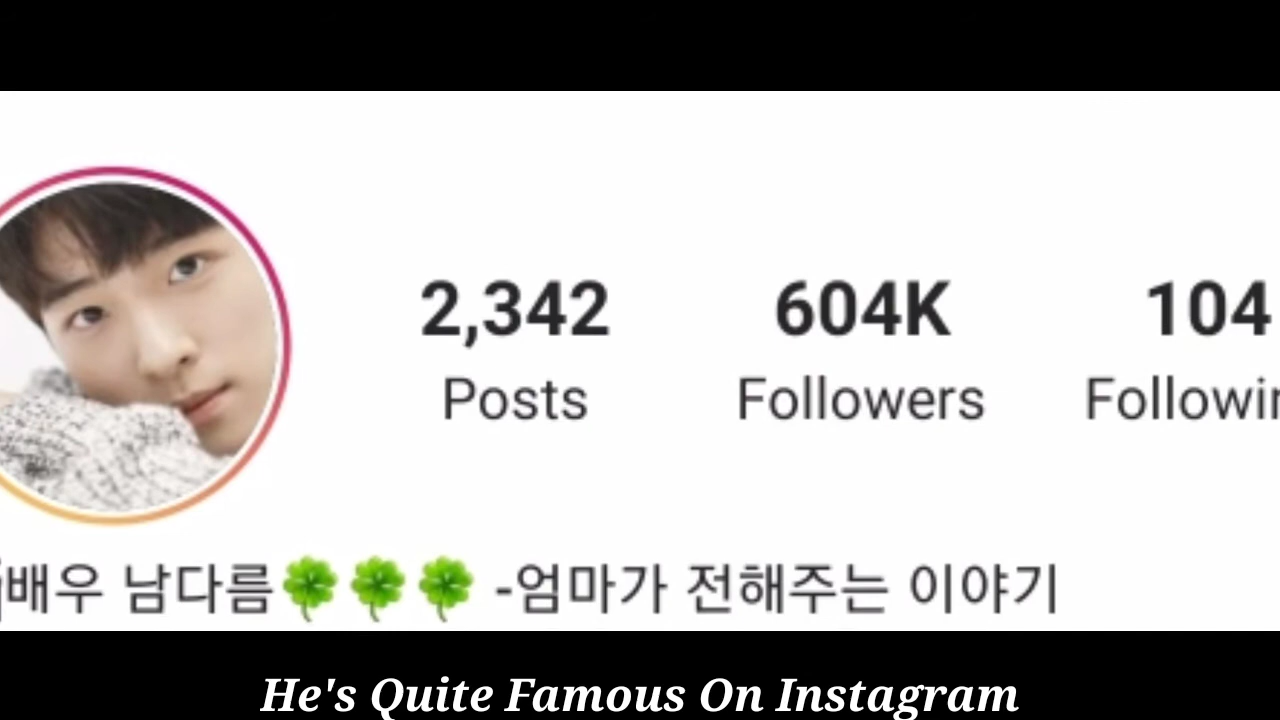 2,342 604K 104
Posts Followers Followin
배우 남다름🍀🍀🍀 -엄마가 전해주는 이야기
He's Quite Famous On Instagram